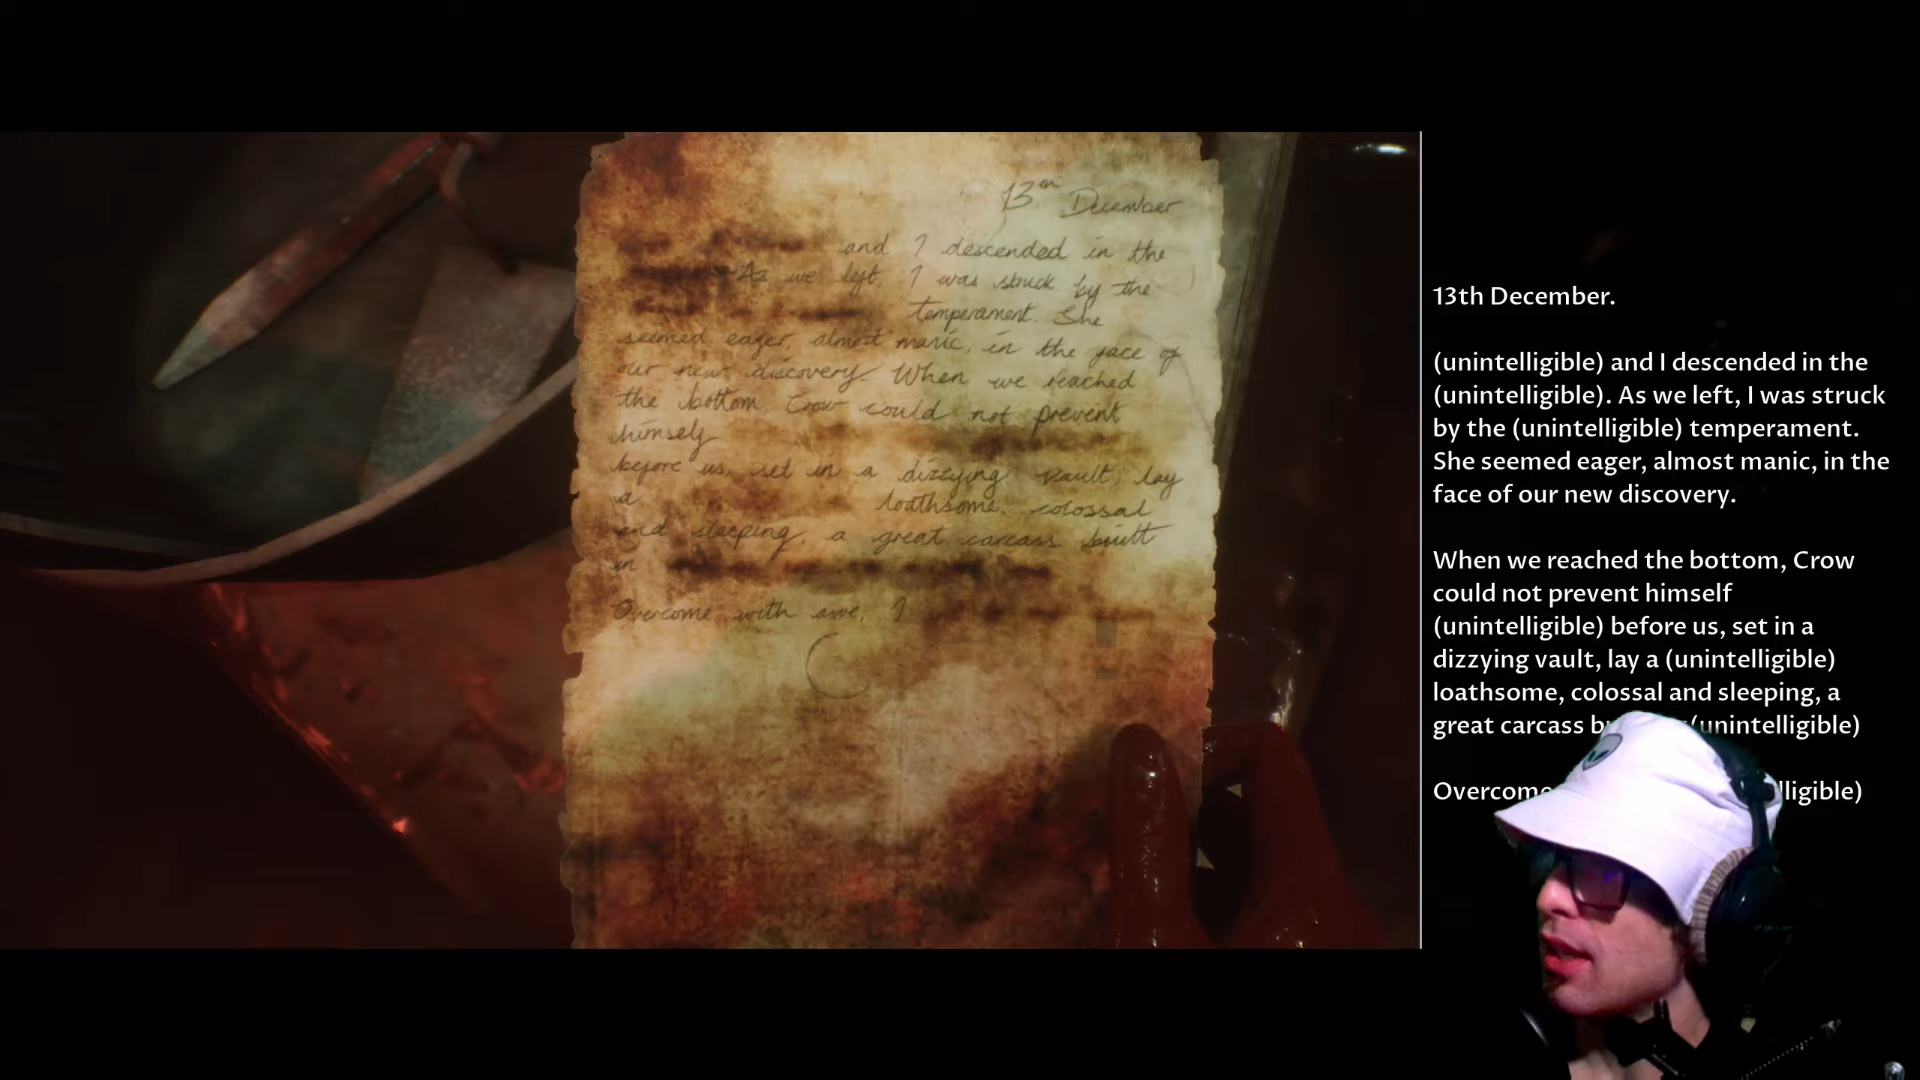 13th December
and I descended in the
As we left, I was struck by the
temperament. She
seemed eager, almost manic, in the face of
our new discovery. When we reached
the bottom, Crow could not prevent
himself
before us, set in a dizzying vault, lay
a loathsome, colossal
and sleeping, a great carcass built
in
Overcome with awe, I
13th December.
(unintelligible) and I descended in the
(unintelligible). As we left, I was struck
by the (unintelligible) temperament.
She seemed eager, almost manic, in the
face of our new discovery.
When we reached the bottom, Crow
could not prevent himself
(unintelligible) before us, set in a
dizzying vault, lay a (unintelligible)
loathsome, colossal and sleeping, a
great carcass (unintelligible)
Overcome